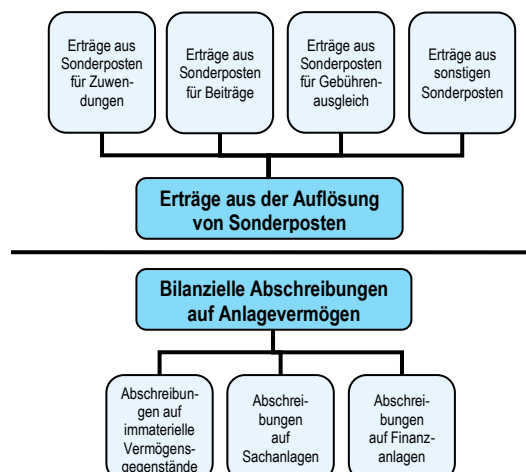 Erträge aus
Sonderposten
für Zuwen-
dungen
Erträge aus
Sonderposten
für Beiträge
Erträge aus
Sonderposten
für Gebühren-
ausgleich
Erträge aus
sonstigen
Sonderposten
Erträge aus der Auflösung
von Sonderposten
Bilanzielle Abschreibungen
auf Anlagevermögen
Abschreibun-
gen auf
immaterielle
Vermögens-
gegenstände
Abschrei-
bungen
auf
Sachanlagen
Abschrei-
bungen
auf Finanz-
anlagen